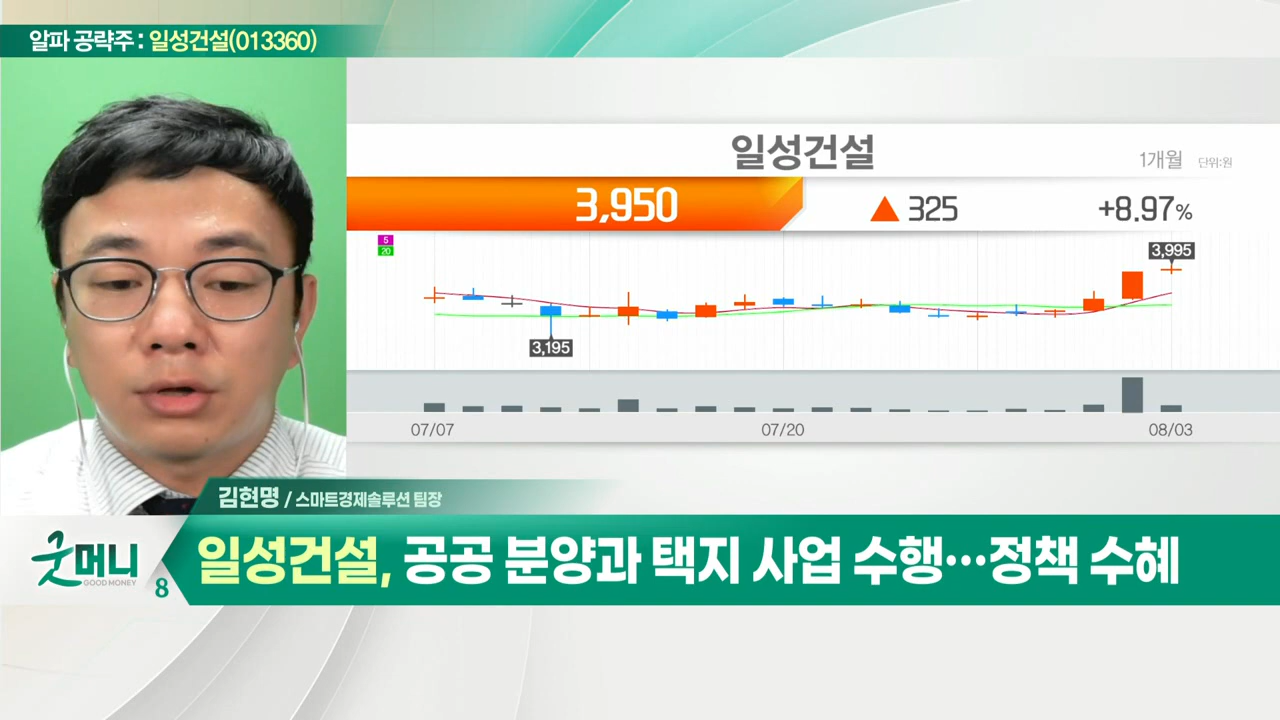 알파 공략주 : 일성건설(013360)
일성건설
1개월 단위:원
3,950 ▲ 325 +8.97%
5
20
3,995
3,195
07/07 07/20 08/03
김현명 / 스마트경제솔루션 팀장
굿머니
GOOD MONEY
8
일성건설, 공공 분양과 택지 사업 수행…정책 수혜